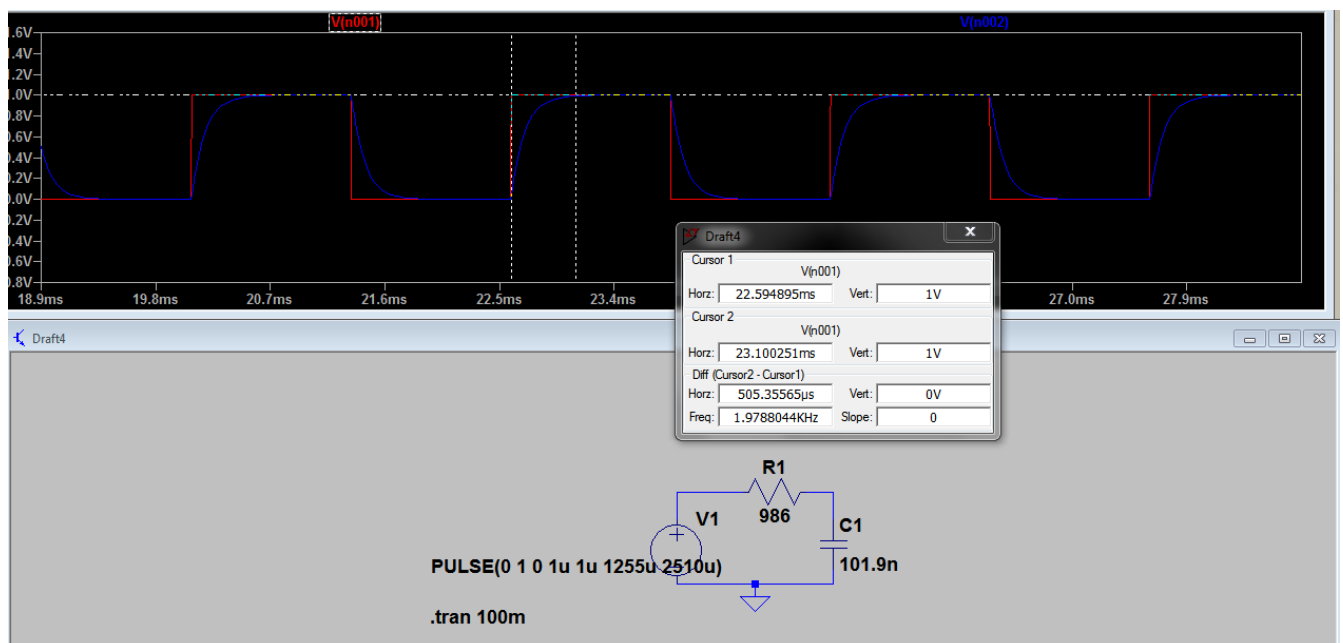 V(n001) V(n002)
.6V
.4V
.2V
.0V
0.8V
0.6V
0.4V
0.2V
0.0V
0.2V
0.4V
0.6V
0.8V
18.9ms 19.8ms 20.7ms 21.6ms 22.5ms 23.4ms 27.0ms 27.9ms
Draft4 X
Cursor 1
V(n001)
Horz: 22.594895ms Vert: 1V
Cursor 2
V(n001)
Horz: 23.100251ms Vert: 1V
Diff (Cursor2 - Cursor1)
Horz: 505.35565µs Vert: 0V
Freq: 1.9788044KHz Slope: 0
Draft4
R1
986
V1
C1
101.9n
PULSE(0 1 0 1u 1u 1255u 2510u)
.tran 100m